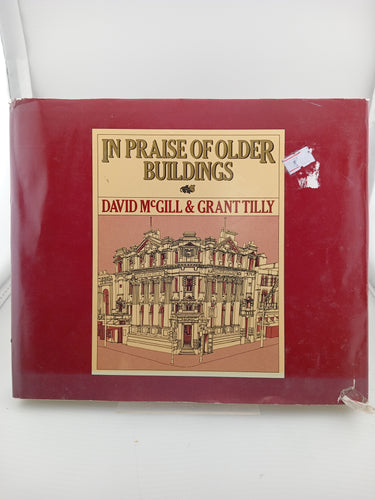 IN PRAISE OF OLDER
BUILDINGS
DAVID McGILL & GRANT TILLY